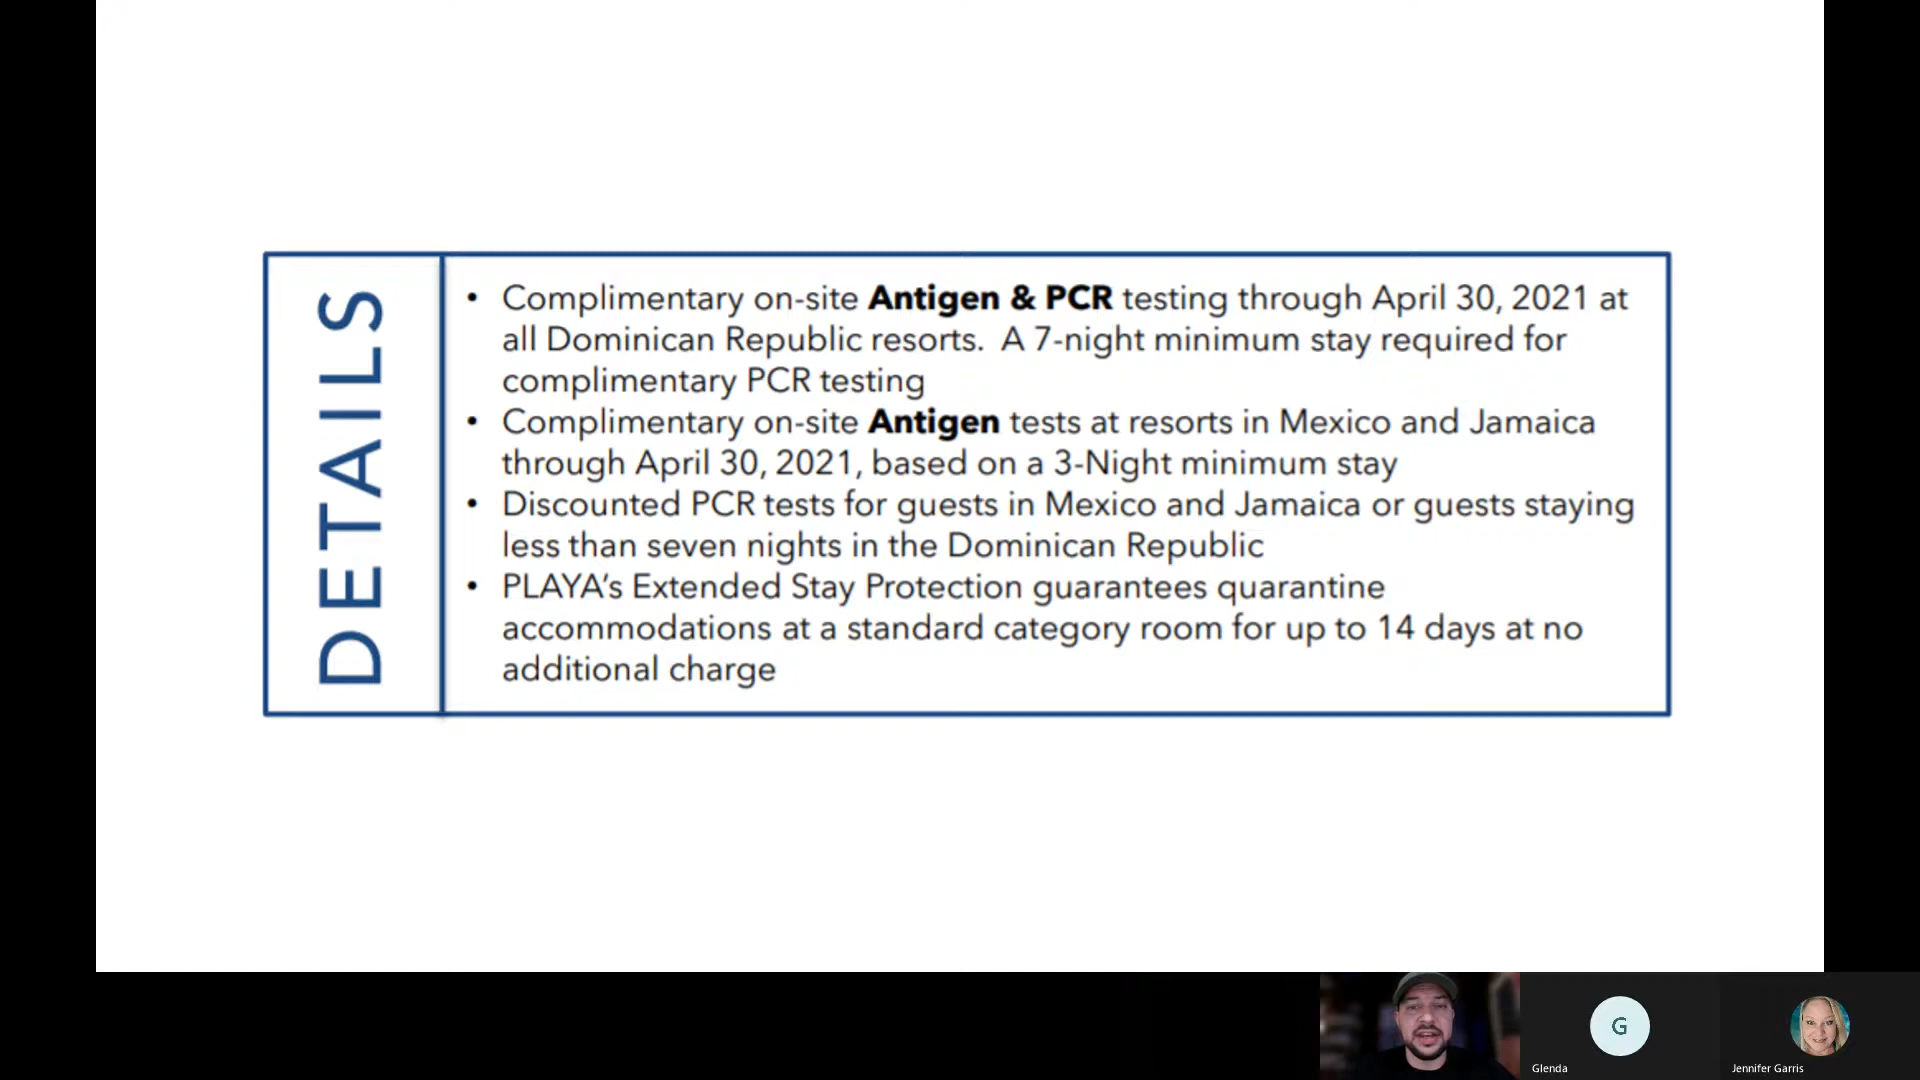 DETAILS
• Complimentary on-site Antigen & PCR testing through April 30, 2021 at
all Dominican Republic resorts. A 7-night minimum stay required for
complimentary PCR testing
• Complimentary on-site Antigen tests at resorts in Mexico and Jamaica
through April 30, 2021, based on a 3-Night minimum stay
• Discounted PCR tests for guests in Mexico and Jamaica or guests staying
less than seven nights in the Dominican Republic
• PLAYA’s Extended Stay Protection guarantees quarantine
accommodations at a standard category room for up to 14 days at no
additional charge
G
Glenda
Jennifer Garris